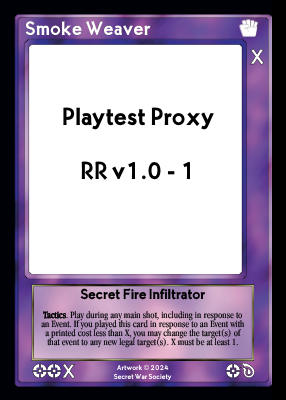 Smoke Weaver
X
Playtest Proxy
RR v1.0 - 1
Secret Fire Infiltrator
Tactics. Play during any main shot, including in response to
an Event. If you played this card in response to an Event with
a printed cost less than X, you may change the target(s) of
that event to any new legal target(s). X must be at least 1.
X
Artwork © 2024
Secret War Society